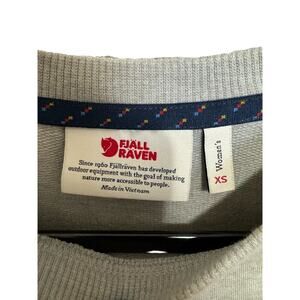 FJÄLL
RÄVEN
Since 1960 Fjällräven has developed
outdoor equipment with the goal of making
nature more accessible to people.
Made in Vietnam
Women's
XS